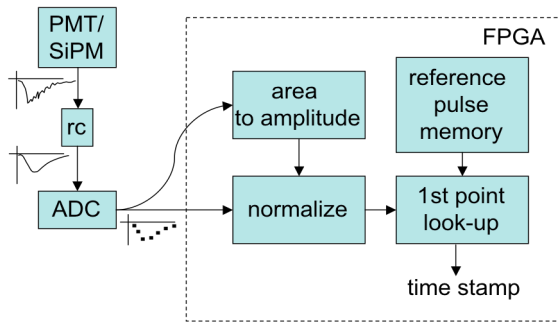 PMT/
SiPM
rc
ADC
FPGA
area
to amplitude
reference
pulse
memory
normalize
1st point
look-up
time stamp